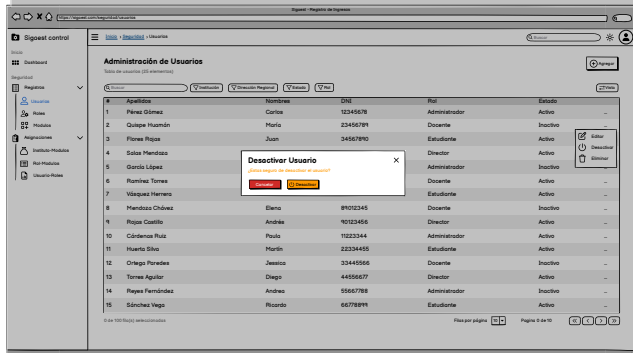 Sigoest -Registro de Ingresos
https://sigoest.com/seguridad/usuarios
Sigoest control
Inicio > Seguridad > Usuarios
Buscar
Inicio
Dashboard
Seguridad
Registros
Usuarios
Roles
Modulos
Asignaciones
Instituto-Modulos
Rol-Modulos
Usuario-Roles
Administración de Usuarios
Tabla de usuarios (35 elementos)
Agregar
Buscar
Institución
Dirección Regional
Estado
Rol
Vista
# Apellidos Nombres DNI Rol Estado
1 Pérez Gómez Carlos 12345678 Administrador Activo
2 Quispe Huamán María 23456789 Docente Inactivo
3 Flores Rojas Juan 34567890 Estudiante Activo
4 Salas Mendoza Director Activo
5 García López Administrador Activo
6 Ramírez Torres Docente Inactivo
7 Vásquez Herrera Estudiante Activo
8 Mendoza Chávez Elena 89012345 Docente Inactivo
9 Rojas Castillo Andrés 90123456 Director Activo
10 Cárdenas Ruiz Paula 11223344 Administrador Activo
11 Huerta Silva Martín 22334455 Estudiante Activo
12 Ortega Paredes Jessica 33445566 Docente Inactivo
13 Torres Aguilar Diego 44556677 Director Activo
14 Reyes Fernández Andrea 55667788 Administrador Inactivo
15 Sánchez Vega Ricardo 66778899 Estudiante Activo
Editar
Desactivar
Eliminar
Desactivar Usuario
¿Estas seguro de desactivar el usuario?
Cancelar
Desactivar
0 de 100 fila(s) seleccionadas
Filas por página 10
Pagina 0 de 10